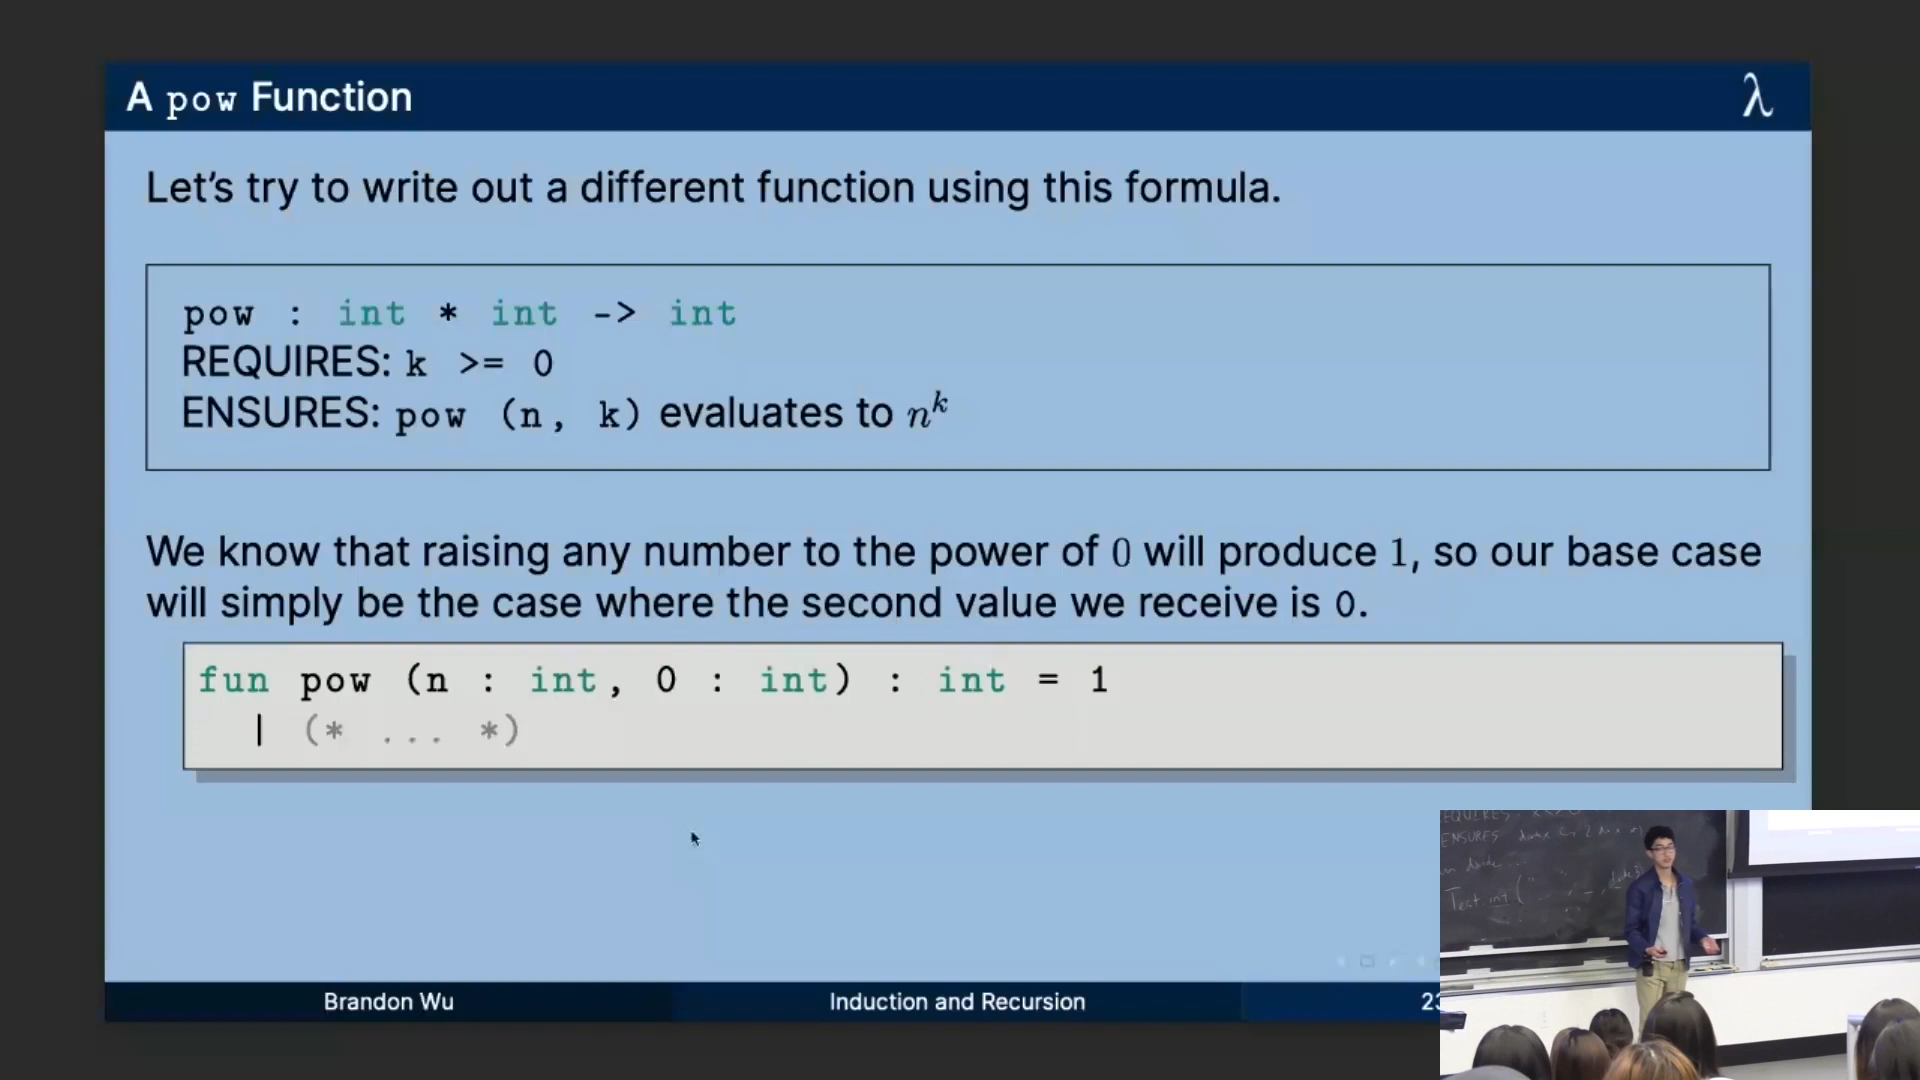 A pow Function
λ
Let's try to write out a different function using this formula.
pow : int * int -> int
REQUIRES: k >= 0
ENSURES: pow (n, k) evaluates to n^k
We know that raising any number to the power of 0 will produce 1, so our base case
will simply be the case where the second value we receive is 0.
fun pow (n : int, 0 : int) : int = 1
| (* ... *)
Brandon Wu
Induction and Recursion
ENSURES
Test.int (